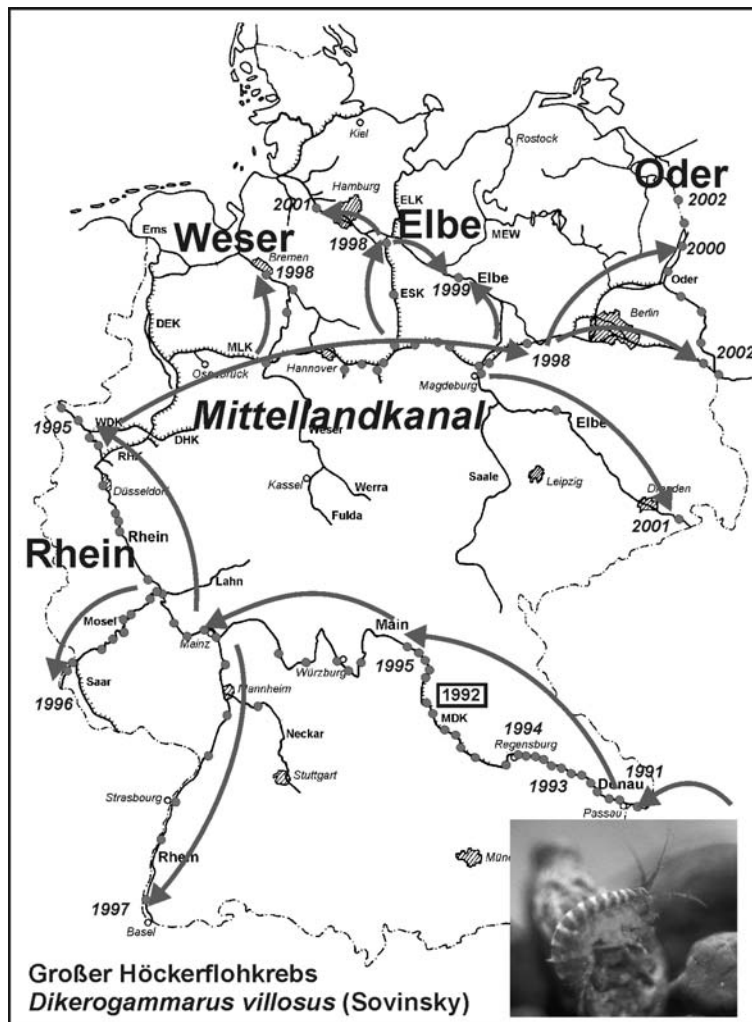 Kiel
Rostock
Oder
2002
Hamburg
2001
ELK
Elbe
Ems
Weser
1998
MEW
2000
Bremen
1998
Elbe
1999
Oder
ESK
Berlin
DEK
MLK
Osnabrück
Hannover
1998
2002
Magdeburg
1995
WDK
Mittellandkanal
DHK
Weser
Elbe
RHK
Düsseldorf
Kassel
Werra
Saale
Leipzig
Dresden
Fulda
2001
Rhein
Rhein
Lahn
Mosel
Main
Mainz
1995
Würzburg
Saar
1996
Mannheim
1992
MDK
1994
Neckar
Regensburg
1991
1993
Donau
Stuttgart
Passau
Strasbourg
Rhein
Mün
1997
Basel
Großer Höckerflohkrebs
Dikerogammarus villosus (Sovinsky)